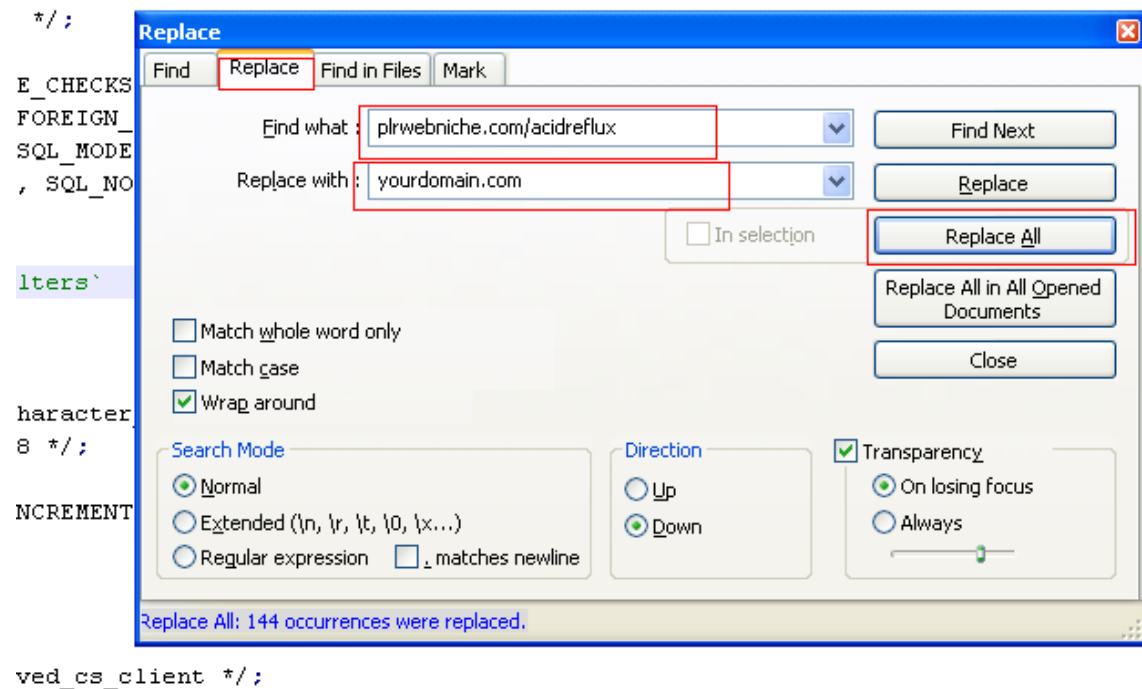 */;
Replace
Find Replace Find in Files Mark
E_CHECKS
FOREIGN_
SQL_MODE
, SQL_NO
Find what : plrwebniche.com/acidreflux
Find Next
Replace with : yourdomain.com
Replace
In selection
Replace All
lters`
Replace All in All Opened
Documents
Match whole word only
Match case
Close
Wrap around
haracter_
8 */;
Search Mode
Direction
Transparency
Normal
Up
On losing focus
Extended (\n, \r, \t, \0, \x...)
Down
Always
NCREMENT
Regular expression . matches newline
Replace All: 144 occurrences were replaced.
ved_cs_client */;